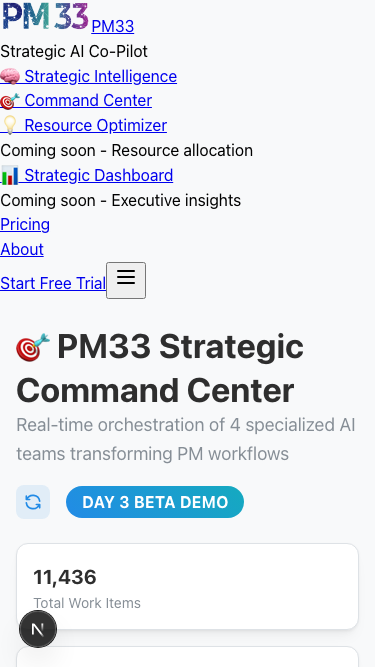 PM 33 PM33
Strategic AI Co-Pilot
🧠 Strategic Intelligence
🎯 Command Center
💡 Resource Optimizer
Coming soon - Resource allocation
📊 Strategic Dashboard
Coming soon - Executive insights
Pricing
About
Start Free Trial
🎯 PM33 Strategic
Command Center
Real-time orchestration of 4 specialized AI
teams transforming PM workflows
DAY 3 BETA DEMO
11,436
Total Work Items
N